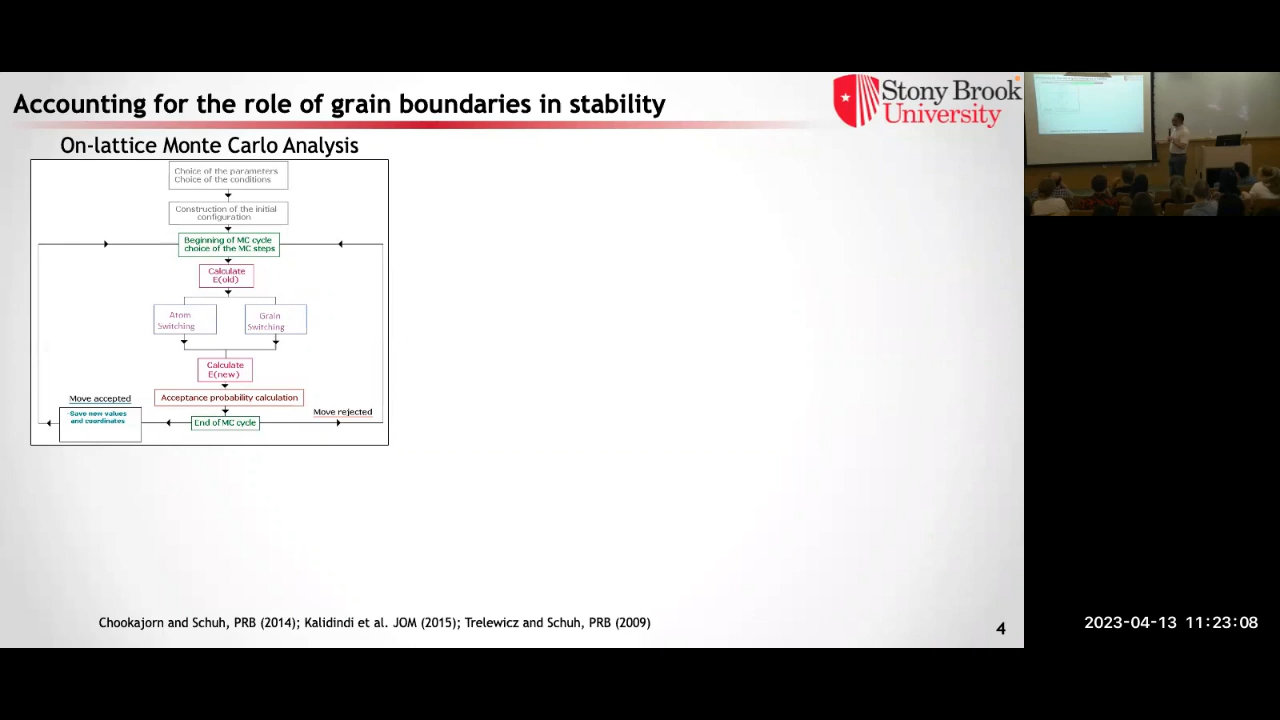 Accounting for the role of grain boundaries in stability
Stony Brook
University
On-lattice Monte Carlo Analysis
Choice of the parameters
Choice of the conditions
Construction of the initial
configuration
Beginning of MC cycle
choice of the MC steps
Calculate
E(old)
Atom
Switching
Grain
Switching
Calculate
E(new)
Acceptance probability calculation
Move accepted
Move rejected
Save new values
and coordinates
End of MC cycle
Chookajorn and Schuh, PRB (2014); Kalidindi et al. JOM (2015); Trelewicz and Schuh, PRB (2009)
4
2023-04-13 11:23:08